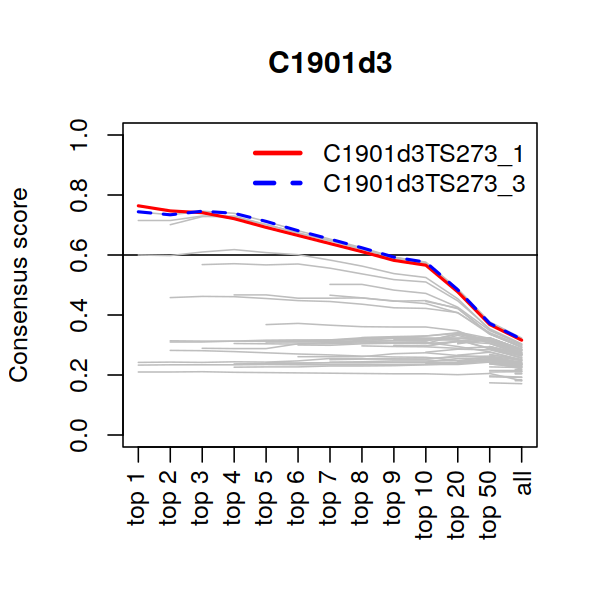 C1901d3
C1901d3TS273_1
C1901d3TS273_3
Consensus score
1.0
0.8
0.6
0.4
0.2
0.0
top 1
top 2
top 3
top 4
top 5
top 6
top 7
top 8
top 9
top 10
top 20
top 50
all